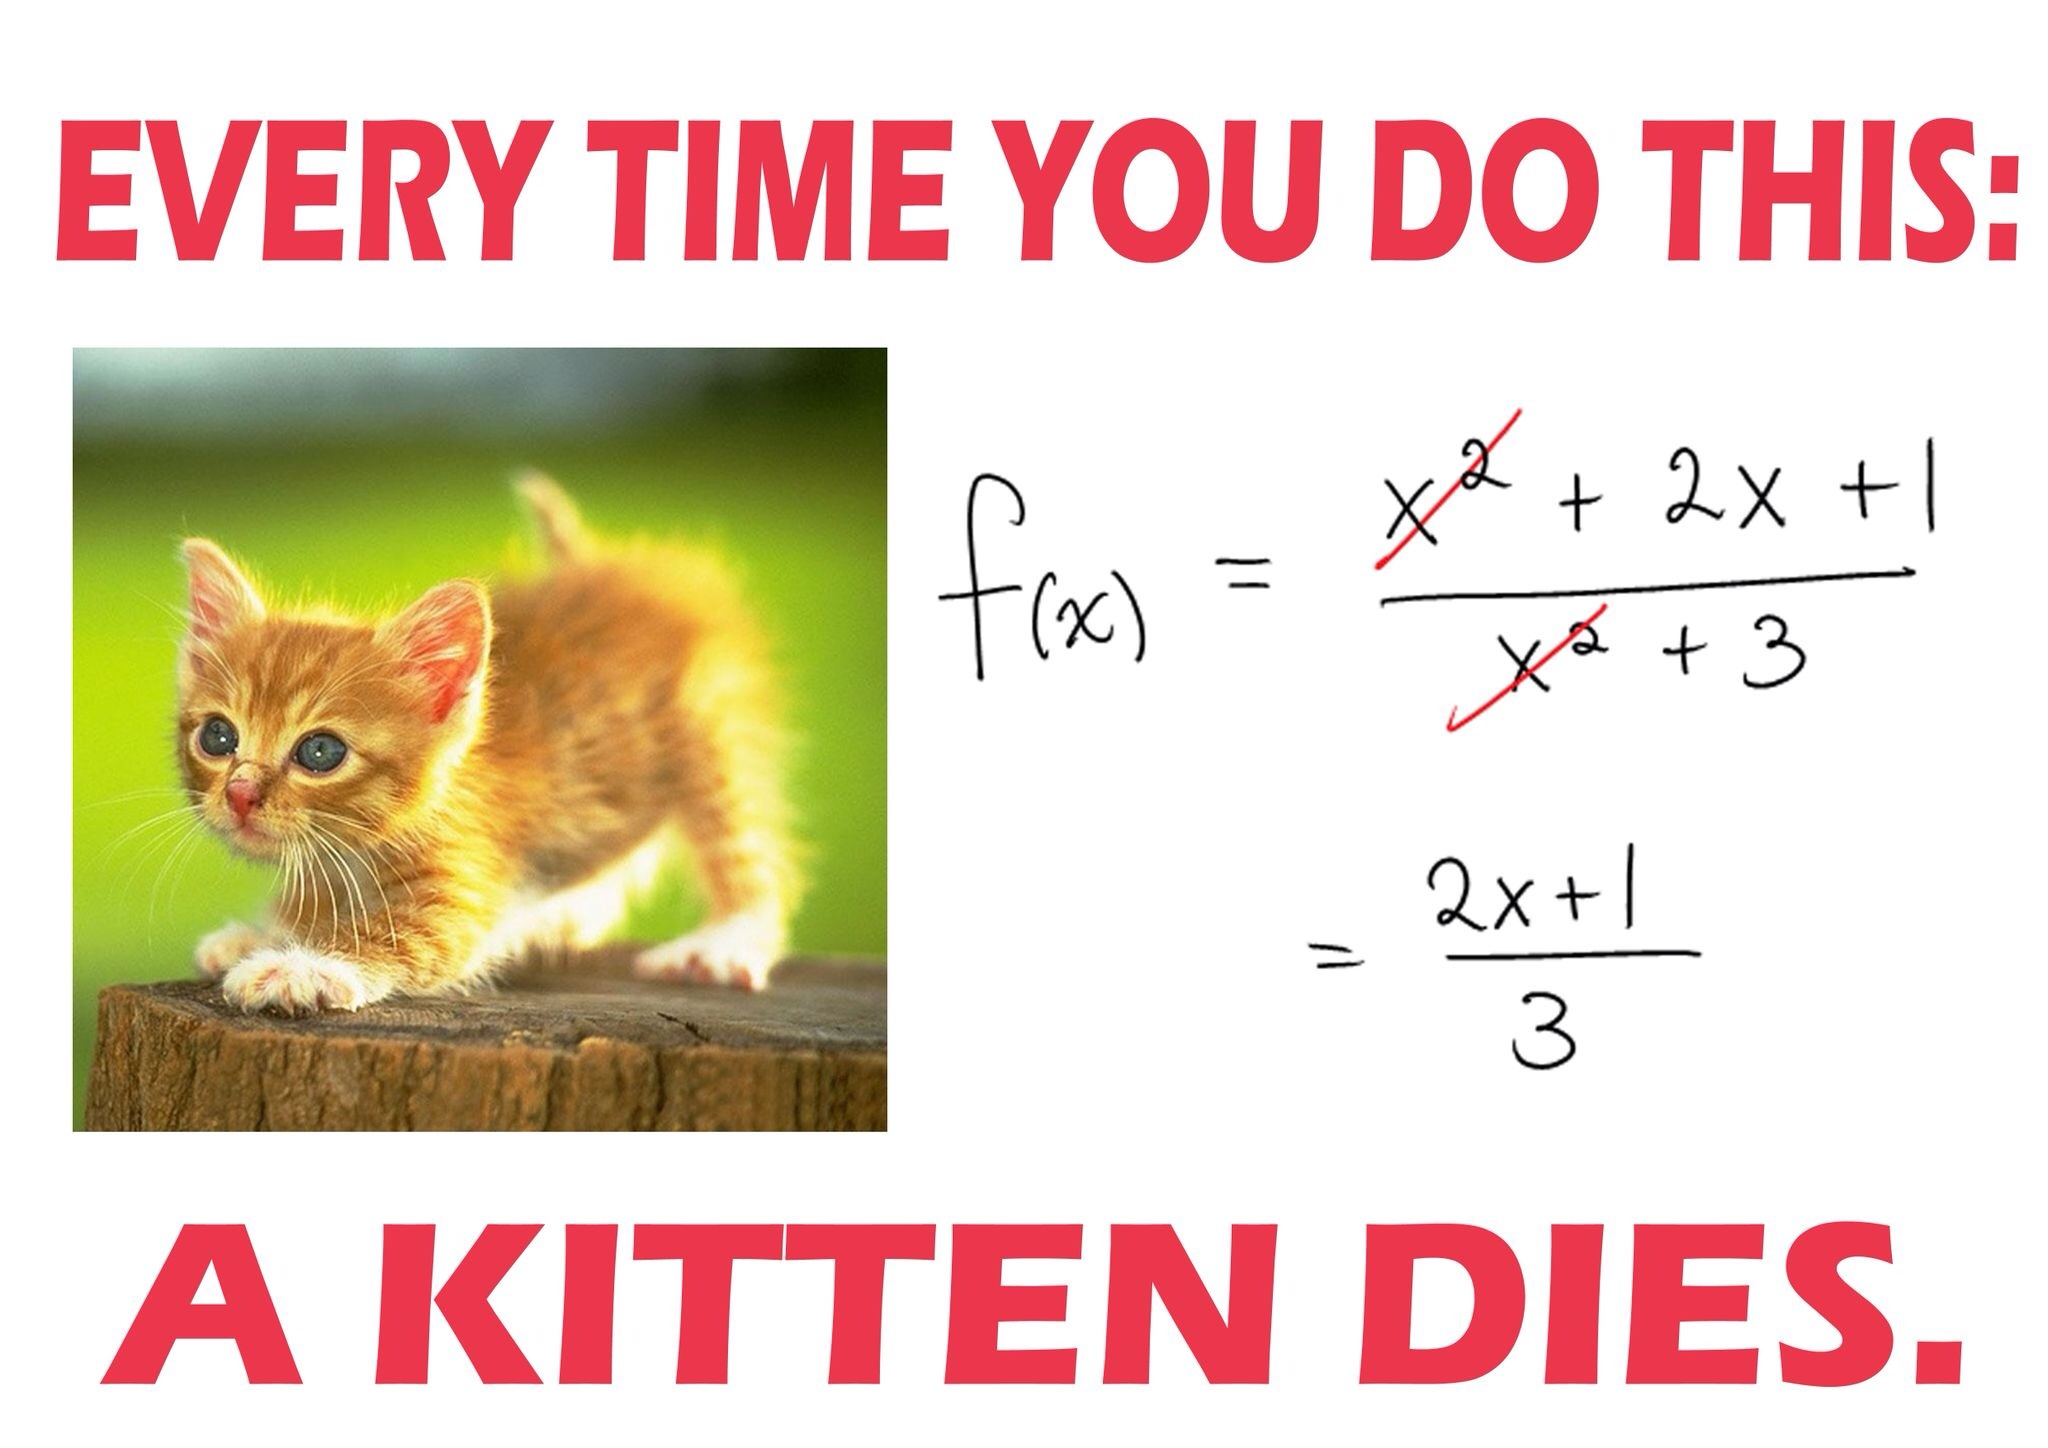 EVERY TIME YOU DO THIS:
f(x) = x² + 2x + 1 / x² + 3
= 2x+1 / 3
A KITTEN DIES.